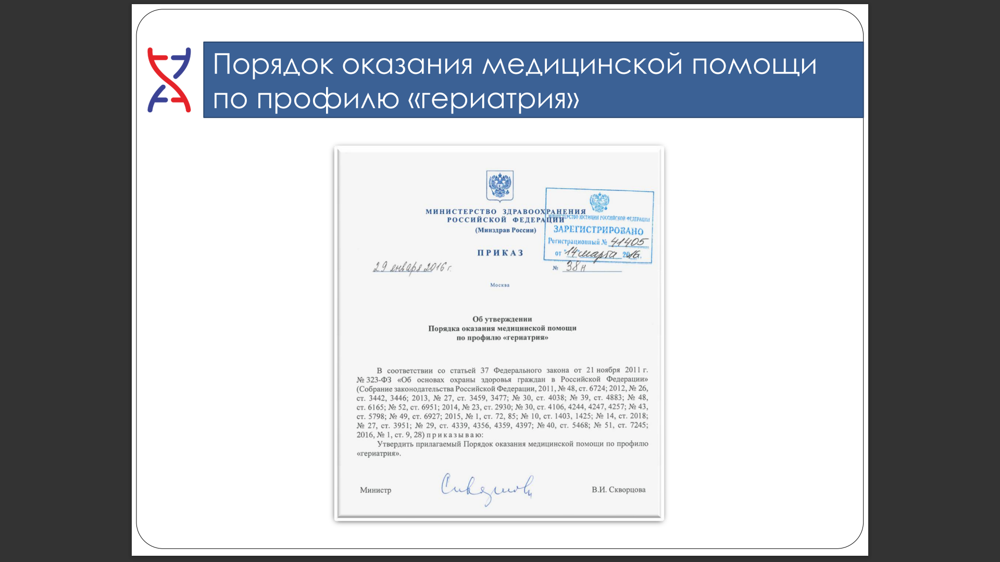 Порядок оказания медицинской помощи
по профилю «гериатрия»
МИНИСТЕРСТВО ЗДРАВООХРАНЕНИЯ
РОССИЙСКОЙ ФЕДЕРАЦИИ
(Минздрав России)
МИНИСТЕРСТВО ЮСТИЦИИ РОССИЙСКОЙ ФЕДЕРАЦИИ
ЗАРЕГИСТРИРОВАНО
Регистрационный № 41405
от "14" марта 2016.
ПРИКАЗ
29 января 2016 г.
№ 38н
Москва
Об утверждении
Порядка оказания медицинской помощи
по профилю «гериатрия»
В соответствии со статьей 37 Федерального закона от 21 ноября 2011 г.
№ 323-ФЗ «Об основах охраны здоровья граждан в Российской Федерации»
(Собрание законодательства Российской Федерации, 2011, № 48, ст. 6724; 2012, № 26,
ст. 3442, 3446; 2013, № 27, ст. 3459, 3477; № 30, ст. 4038; № 39, ст. 4883; № 48,
ст. 6165; № 52, ст. 6951; 2014, № 23, ст. 2930; № 30, ст. 4106, 4244, 4247, 4257; № 43,
ст. 5798; № 49, ст. 6927; 2015, № 1, ст. 72, 85; № 10, ст. 1403, 1425; № 14, ст. 2018;
№ 27, ст. 3951; № 29, ст. 4339, 4356, 4359, 4397; № 40, ст. 5468; № 51, ст. 7245;
2016, № 1, ст. 9, 28) приказываю:
Утвердить прилагаемый Порядок оказания медицинской помощи по профилю
«гериатрия».
Министр
В.И. Скворцова